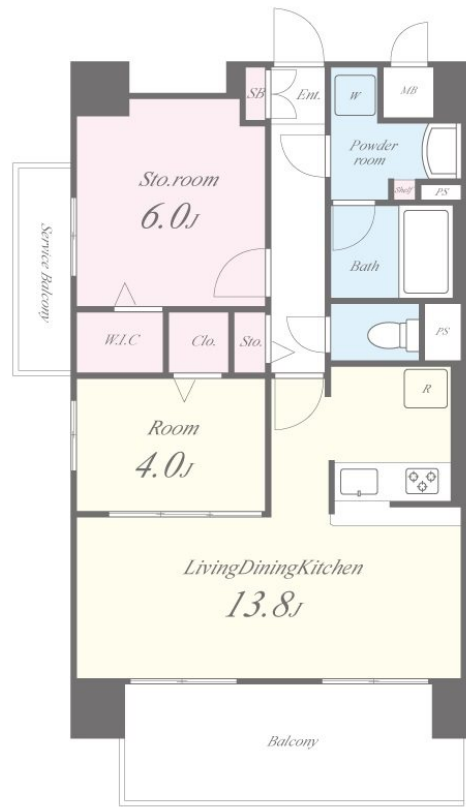 SB
Ent.
W
MB
Powder
room
Shelf
PS
Sto.room
6.0J
Service Balcony
Bath
W.I.C
Clo.
Sto.
PS
R
Room
4.0J
LivingDiningKitchen
13.8J
Balcony